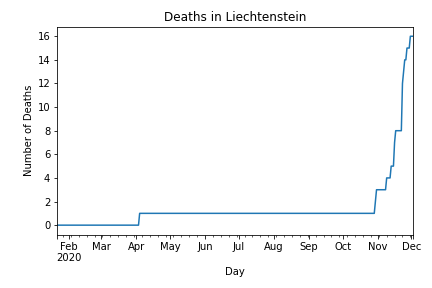 Deaths in Liechtenstein
16
14
12
10
8
6
4
2
0
Number of Deaths
Feb Mar Apr May Jun Jul Aug Sep Oct Nov Dec
2020
Day